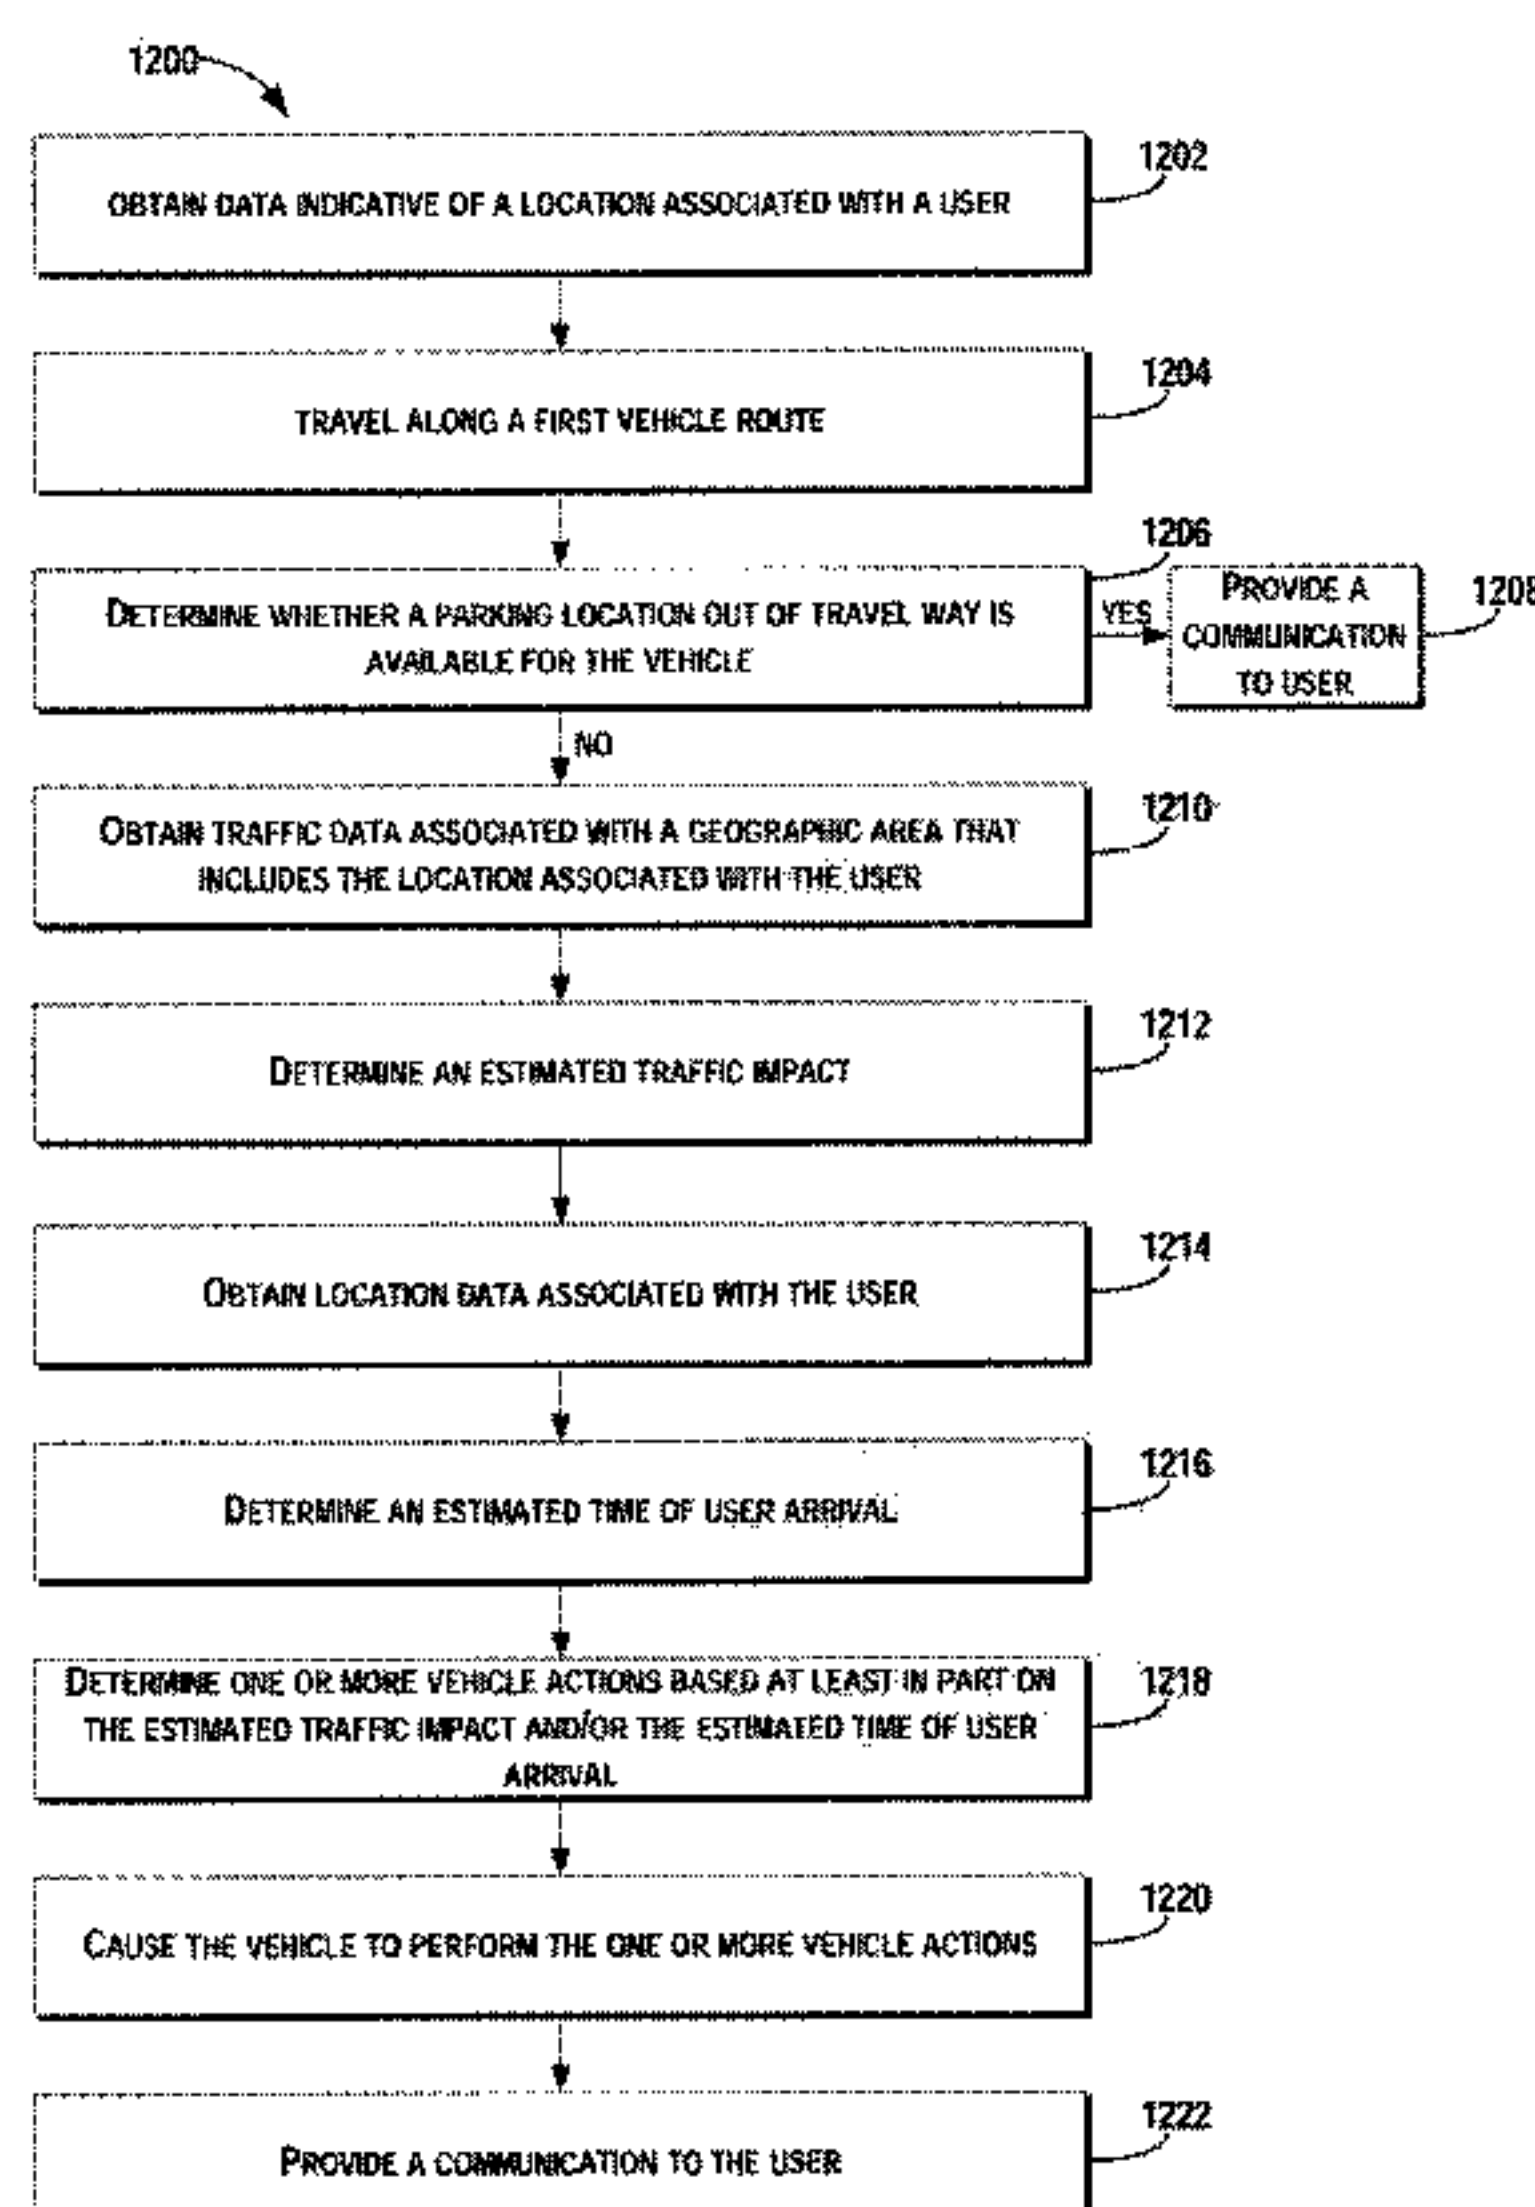 1200
1202
OBTAIN DATA INDICATIVE OF A LOCATION ASSOCIATED WITH A USER
1204
TRAVEL ALONG A FIRST VEHICLE ROUTE
1206
DETERMINE WHETHER A PARKING LOCATION OUT OF TRAVEL WAY IS
AVAILABLE FOR THE VEHICLE
YES
PROVIDE A
COMMUNICATION
TO USER
1208
NO
1210
OBTAIN TRAFFIC DATA ASSOCIATED WITH A GEOGRAPHIC AREA THAT
INCLUDES THE LOCATION ASSOCIATED WITH THE USER
1212
DETERMINE AN ESTIMATED TRAFFIC IMPACT
1214
OBTAIN LOCATION DATA ASSOCIATED WITH THE USER
1216
DETERMINE AN ESTIMATED TIME OF USER ARRIVAL
1218
DETERMINE ONE OR MORE VEHICLE ACTIONS BASED AT LEAST IN PART ON
THE ESTIMATED TRAFFIC IMPACT AND/OR THE ESTIMATED TIME OF USER
ARRIVAL
1220
CAUSE THE VEHICLE TO PERFORM THE ONE OR MORE VEHICLE ACTIONS
1222
PROVIDE A COMMUNICATION TO THE USER